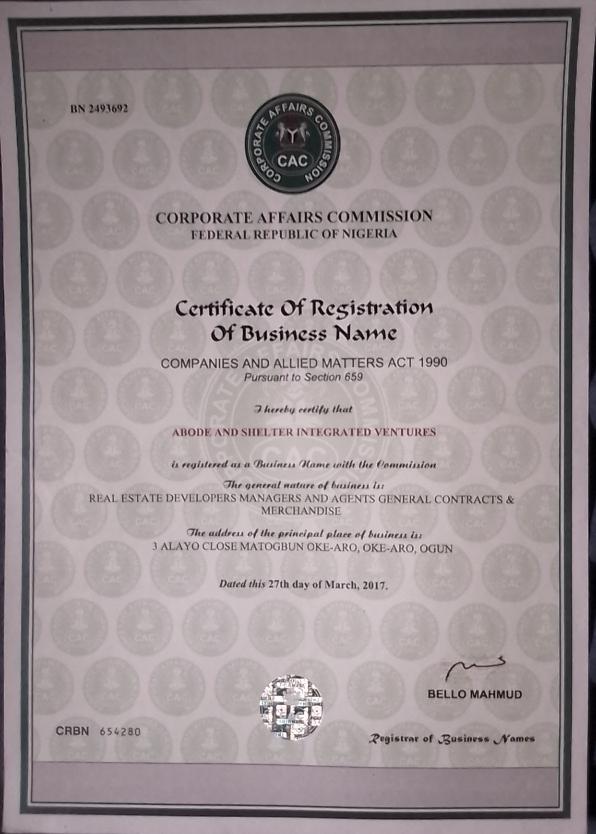 BN 2493692
CORPORATE AFFAIRS COMMISSION
CAC
CORPORATE AFFAIRS COMMISSION
FEDERAL REPUBLIC OF NIGERIA
Certificate Of Registration
Of Business Name
COMPANIES AND ALLIED MATTERS ACT 1990
Pursuant to Section 659
I hereby certify that
ABODE AND SHELTER INTEGRATED VENTURES
is registered as a Business Name with the Commission
The general nature of business is:
REAL ESTATE DEVELOPERS MANAGERS AND AGENTS GENERAL CONTRACTS &
MERCHANDISE
The address of the principal place of business is:
3 ALAYO CLOSE MATOGBUN OKE-ARO, OKE-ARO, OGUN
Dated this 27th day of March, 2017.
BELLO MAHMUD
CRBN 654280
Registrar of Business Names